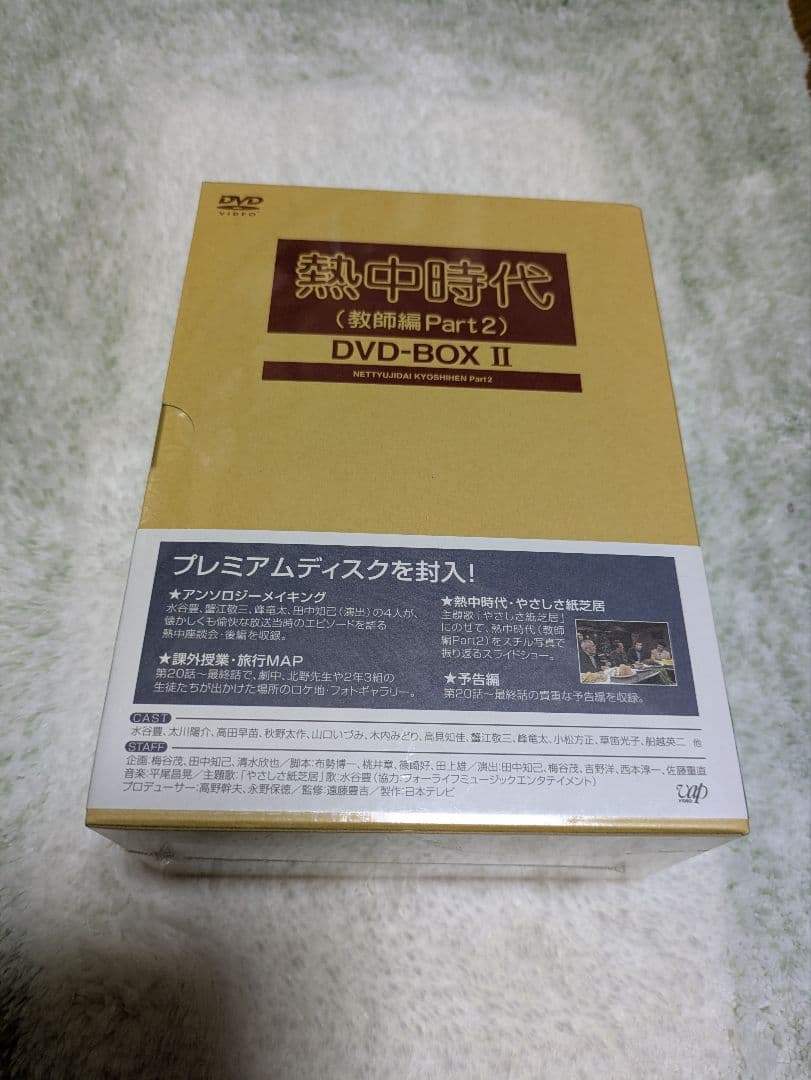 DVD
VIDEO
熱中時代
(教師編 Part 2)
DVD-BOX II
NETTYUJIDAI KYOSHIHEN Part2
プレミアムディスクを封入!
★アンソロジーメイキング
水谷豊、蟹江敬三、峰竜太、田中知己(演出)の4人が、
懐かしくも愉快な放送当時のエピソードを語る
熱中座談会・後編を収録。
★課外授業・旅行MAP
第20話〜最終話で、劇中、北野先生や2年3組の
生徒たちが出かけた場所のロケ地・フォトギャラリー。
★熱中時代・やさしさ紙芝居
主題歌「やさしさ紙芝居」
にのせて、熱中時代(教師
編Part2)をスチル写真で
振り返るスライドショー。
★予告編
第20話〜最終話の貴重な予告編を収録。
CAST
水谷豊、太川陽介、高田早苗、秋野太作、山口いづみ、木内みどり、高見知佳、蟹江敬三、峰竜太、小松方正、草笛光子、船越英二 他
STAFF
企画:梅谷茂、田中知己、清水欣也/脚本:布勢博一、桃井章、篠崎好、田上雄/演出:田中知己、梅谷茂、吉野洋、西本淳一、佐藤重直
音楽:平尾昌晃/主題歌:「やさしさ紙芝居」歌:水谷豊(協力:フォーライフミュージックエンタテイメント)
プロデューサー:高野幹夫、永野保徳/監修:遠藤豊吉/製作:日本テレビ
vap
VIDEO